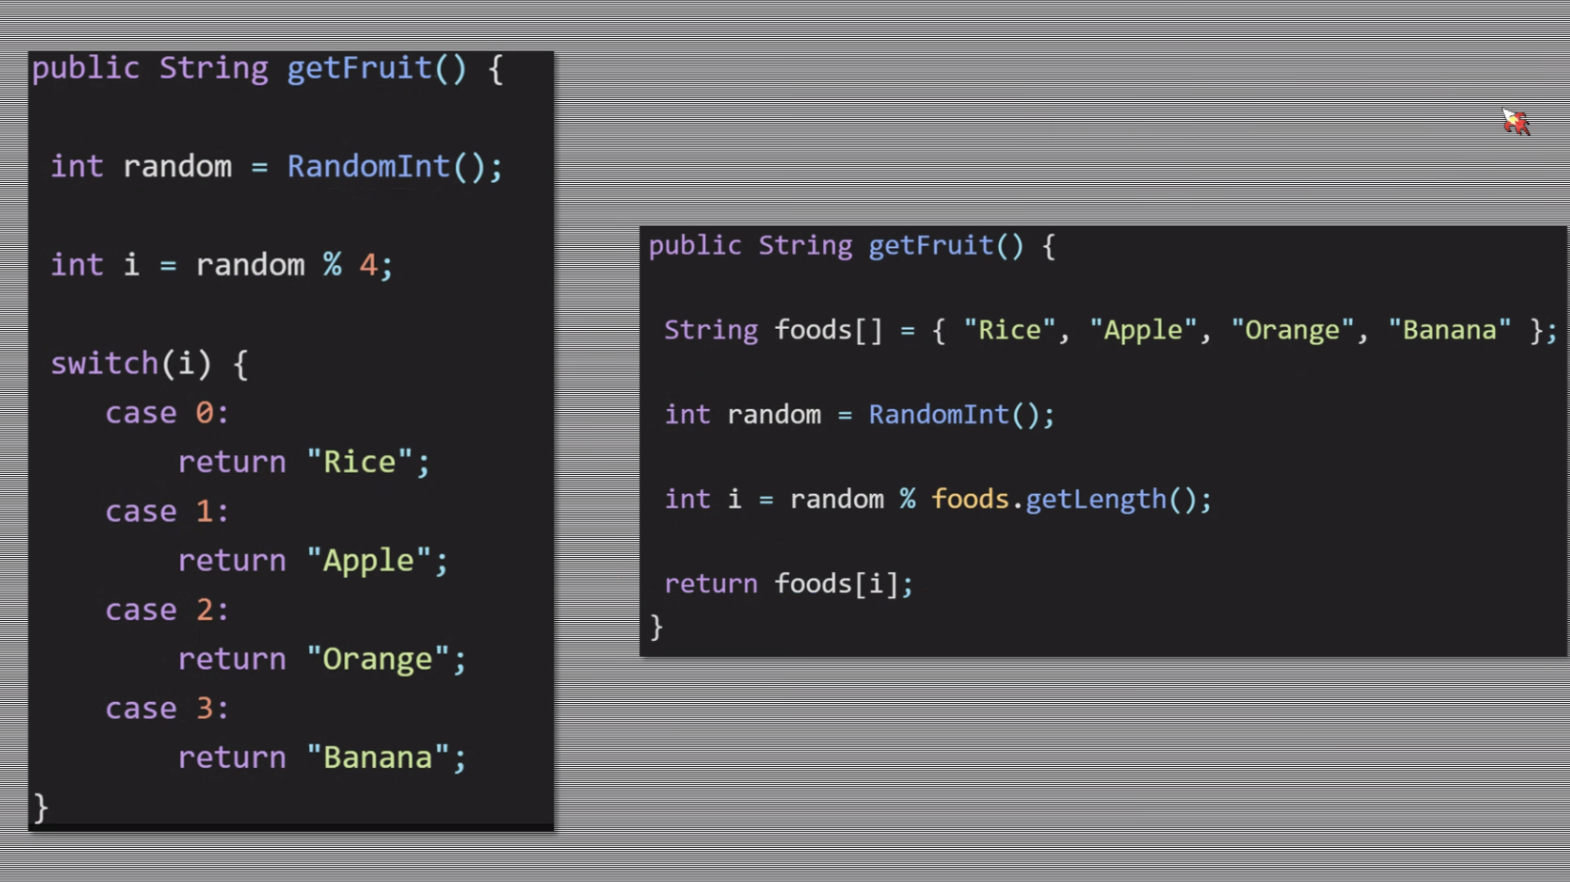 public String getFruit() {
int random = RandomInt();
int i = random % 4;
switch(i) {
case 0:
return "Rice";
case 1:
return "Apple";
case 2:
return "Orange";
case 3:
return "Banana";
}
public String getFruit() {
String foods[] = { "Rice", "Apple", "Orange", "Banana" };
int random = RandomInt();
int i = random % foods.getLength();
return foods[i];
}